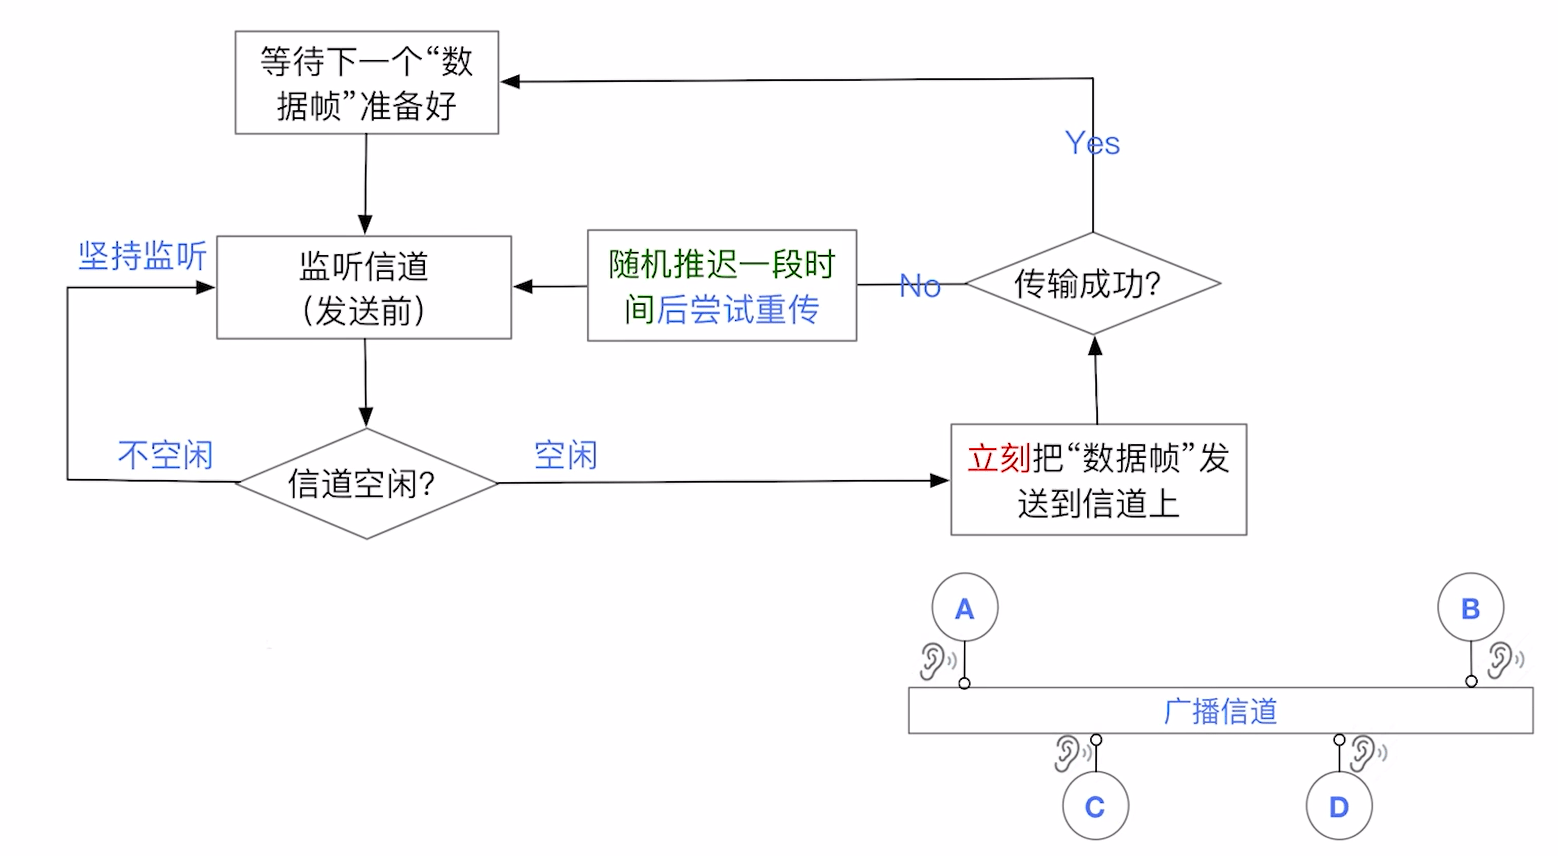 等待下一个“数
据帧”准备好
Yes
坚持监听
监听信道
（发送前）
随机推迟一段时
间后尝试重传
No
传输成功？
不空闲
信道空闲？
空闲
立刻把“数据帧”发
送到信道上
A
B
广播信道
C
D